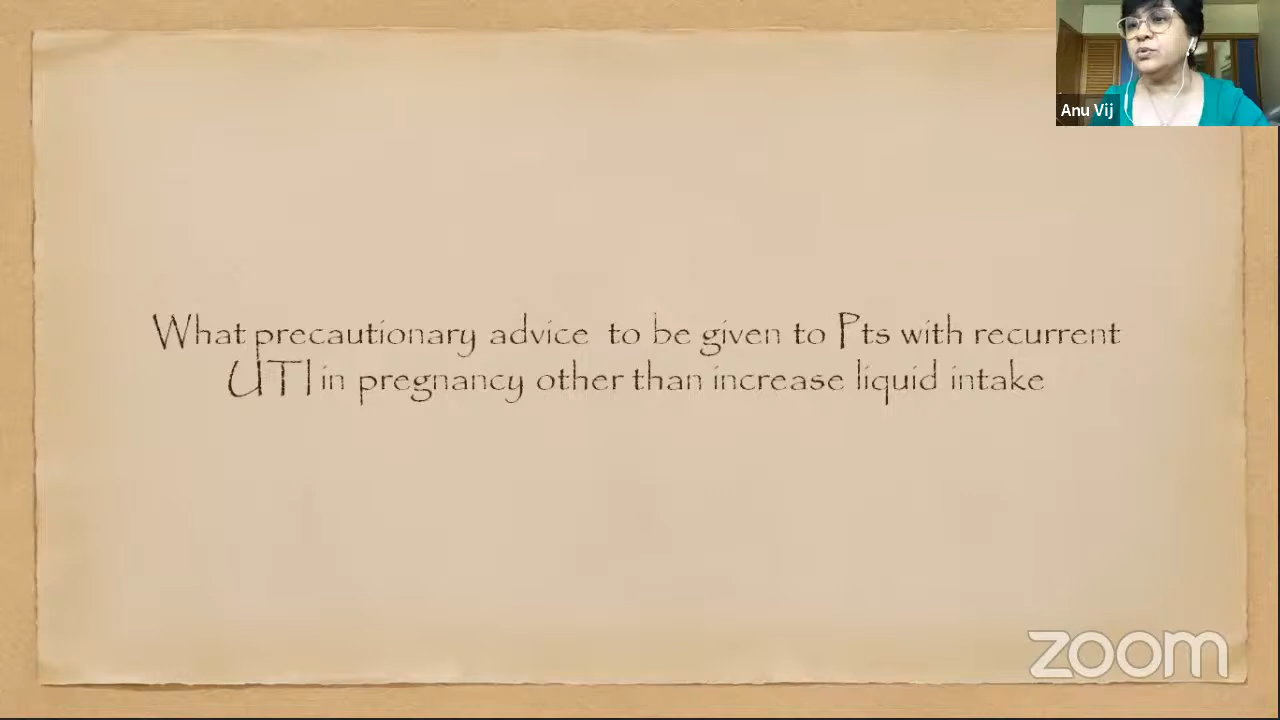 Anu Vij
What precautionary advice to be given to Pts with recurrent
UTI in pregnancy other than increase liquid intake
zoom